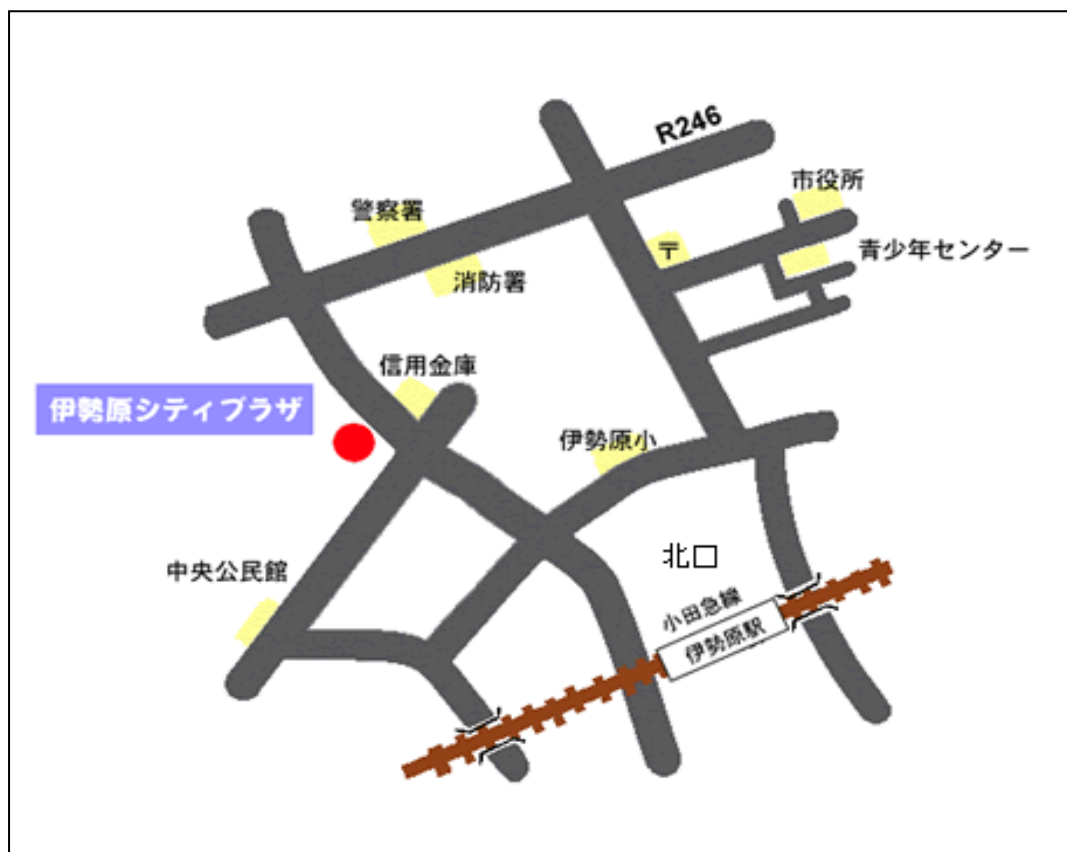 R246
市役所
警察署
〒
青少年センター
消防署
信用金庫
伊勢原シティプラザ
伊勢原小
北口
中央公民館
小田急線
伊勢原駅